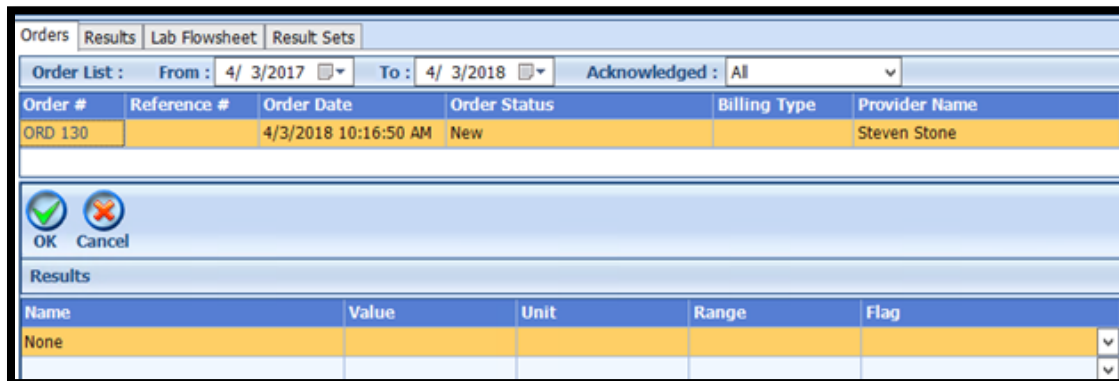 Orders Results Lab Flowsheet Result Sets
Order List : From : 4/ 3/2017 To : 4/ 3/2018 Acknowledged : All
Order # Reference # Order Date Order Status Billing Type Provider Name
ORD 130 4/3/2018 10:16:50 AM New Steven Stone
OK Cancel
Results
Name Value Unit Range Flag
None